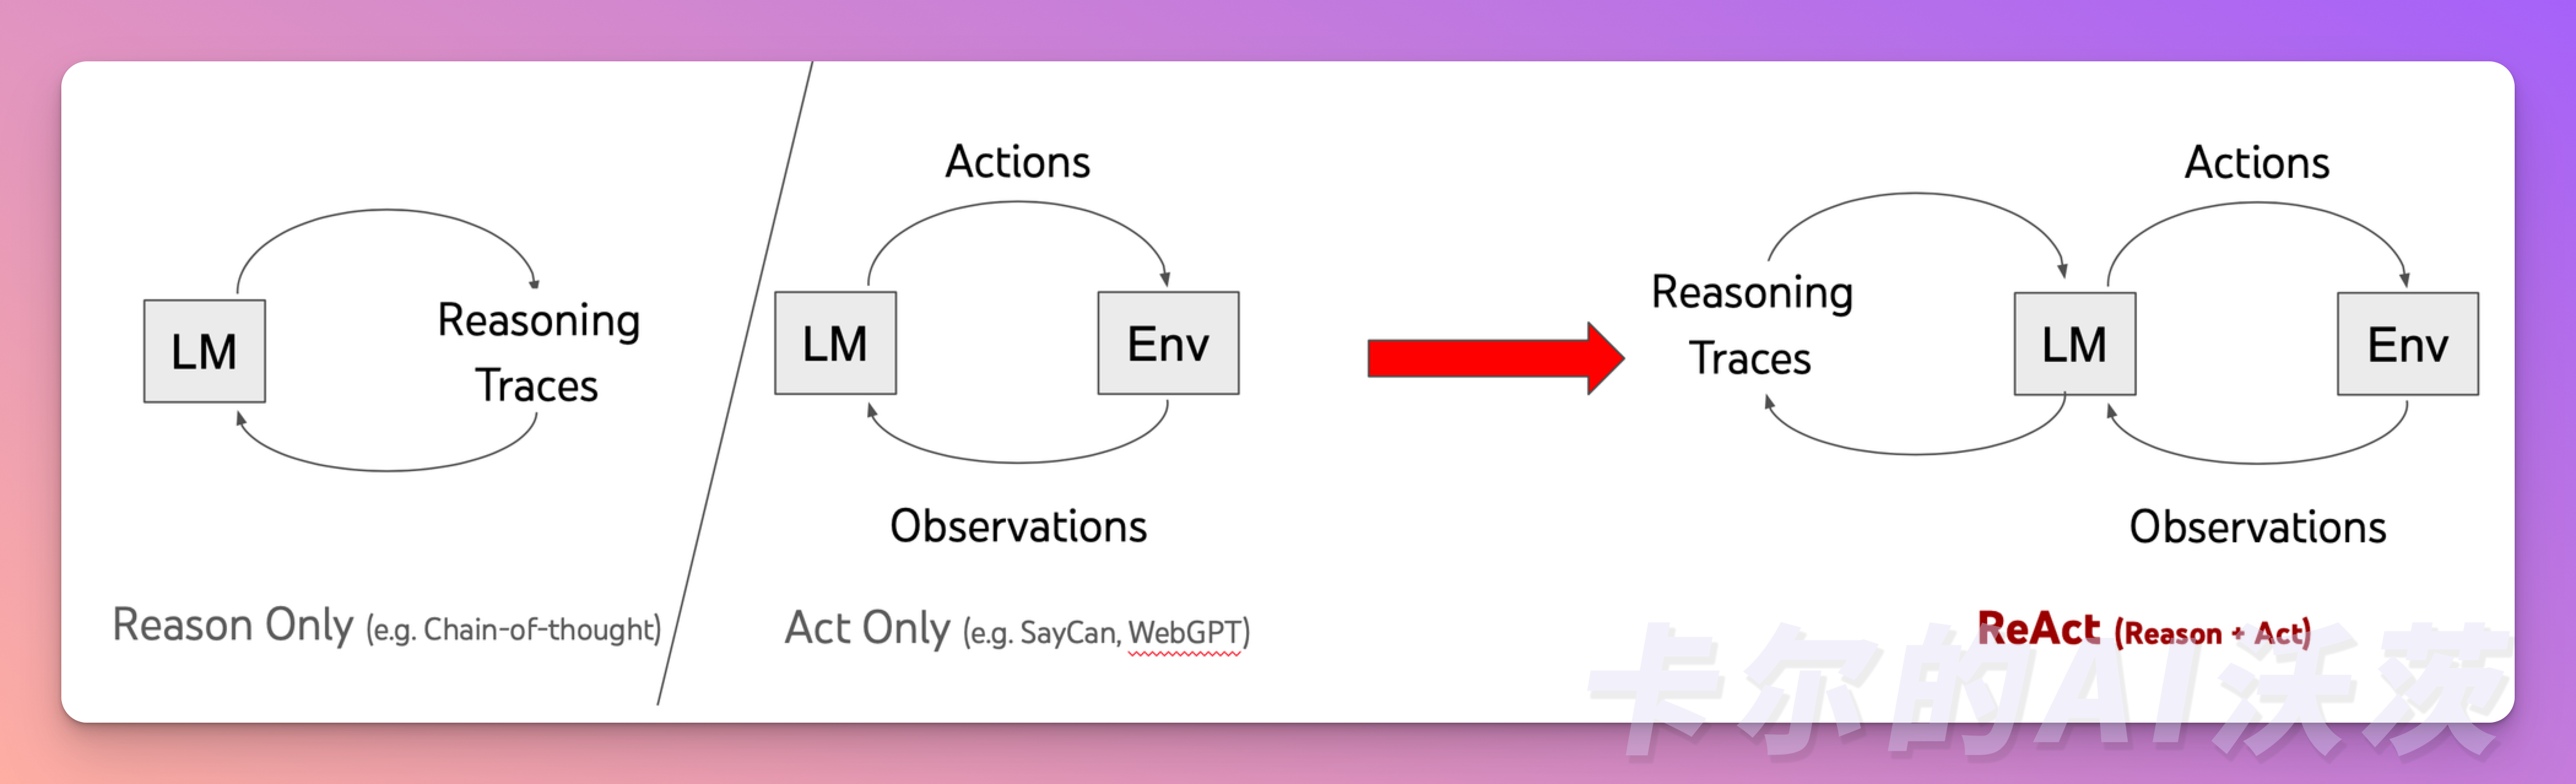 LM
Reasoning
Traces
Reason Only (e.g. Chain-of-thought)
Actions
LM
Env
Observations
Act Only (e.g. SayCan, WebGPT)
Reasoning
Traces
Actions
LM
Env
Observations
ReAct (Reason + Act)
卡尔的AI沃茨